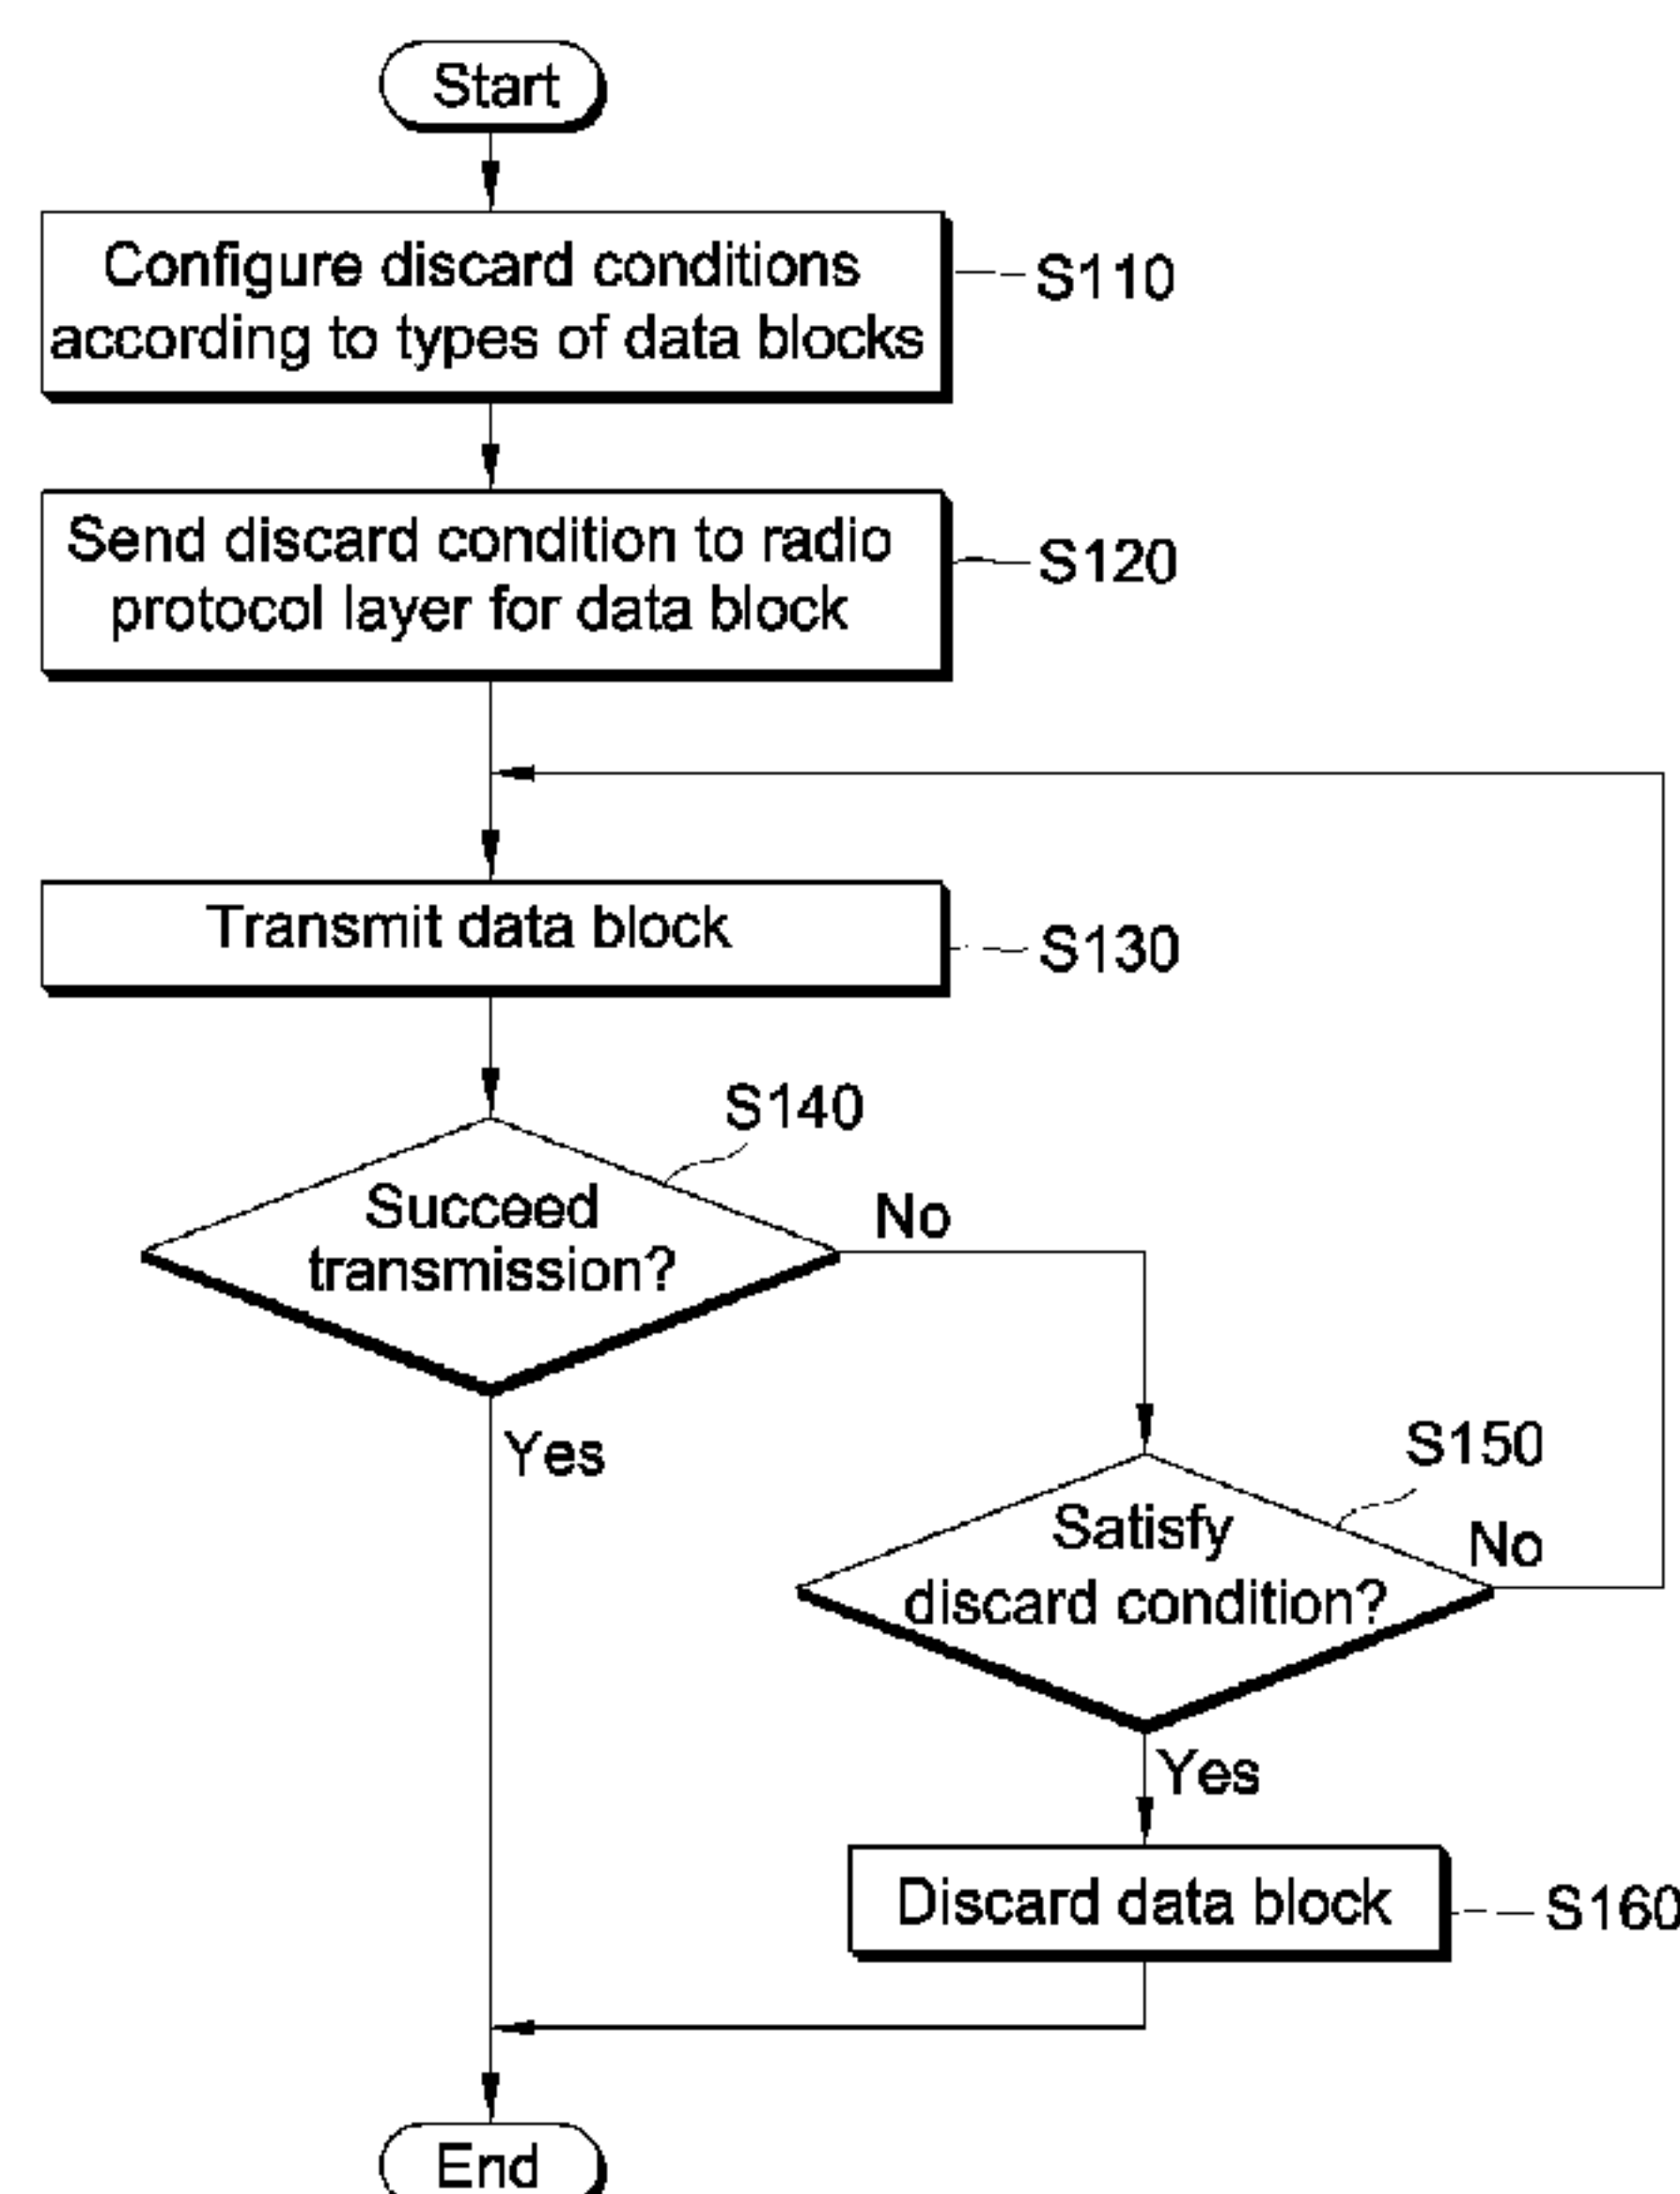 Start
Configure discard conditions
according to types of data blocks
S110
Send discard condition to radio
protocol layer for data block
S120
Transmit data block
S130
S140
Succeed
transmission?
No
Yes
S150
Satisfy
discard condition?
No
Yes
Discard data block
S160
End